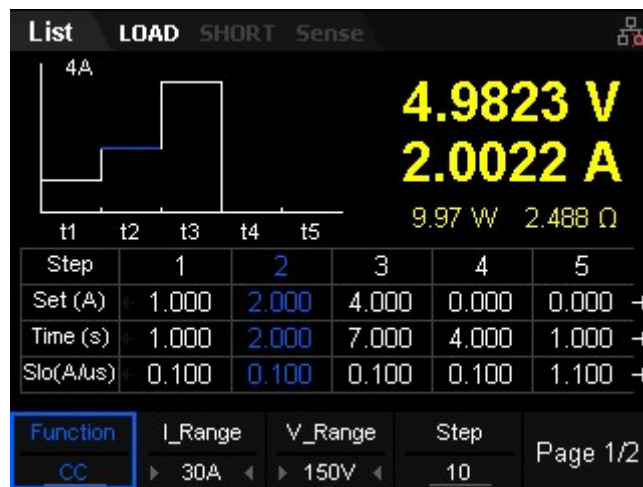 List LOAD SHORT Sense
4A
4.9823 V
2.0022 A
9.97 W 2.488 Ω
t1 t2 t3 t4 t5
Step 1 2 3 4 5
Set (A) 1.000 2.000 4.000 0.000 0.000
Time (s) 1.000 2.000 7.000 4.000 1.000
Slo(A/us) 0.100 0.100 0.100 0.100 1.100
Function I_Range V_Range Step Page 1/2
CC 30A 150V 10